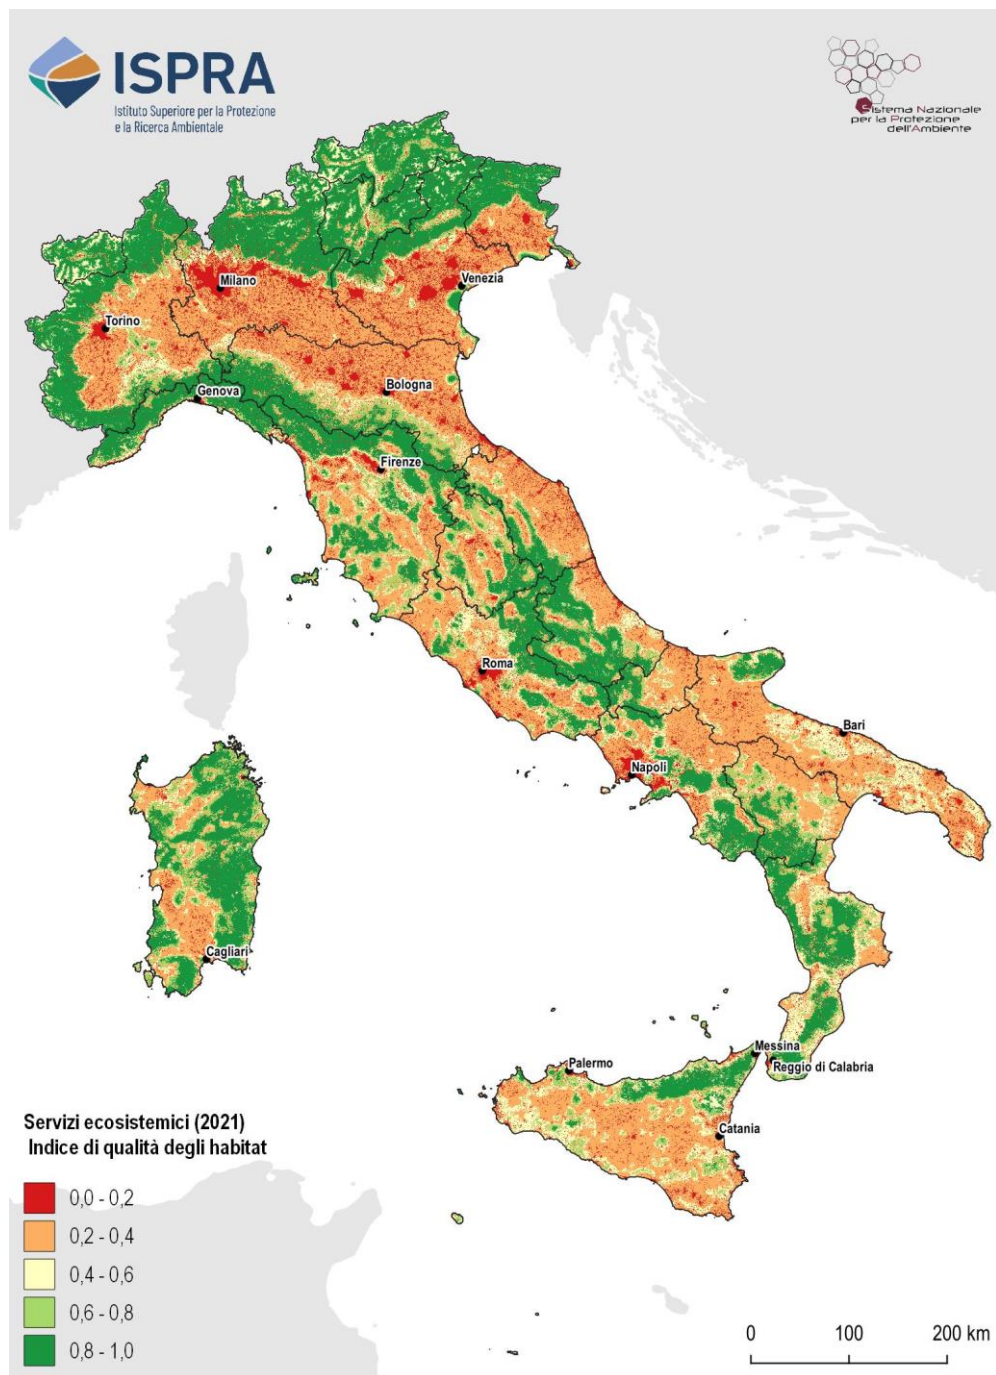 ISPRA
Istituto Superiore per la Protezione
e la Ricerca Ambientale
Sistema Nazionale
per la Protezione
dell'Ambiente
Milano
Venezia
Torino
Bologna
Genova
Firenze
Roma
Bari
Napoli
Cagliari
Messina
Palermo
Reggio di Calabria
Catania
Servizi ecosistemici (2021)
Indice di qualità degli habitat
0,0 - 0,2
0,2 - 0,4
0,4 - 0,6
0,6 - 0,8
0,8 - 1,0
0 100 200 km